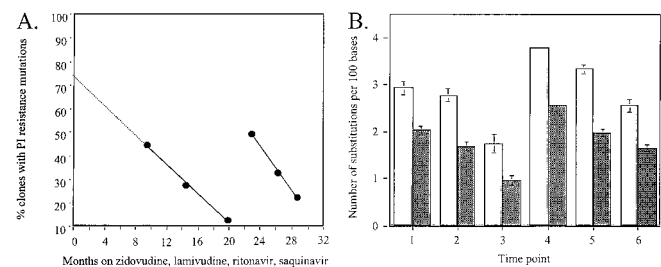 A.
% clones with PI resistance mutations
100
90
80
70
60
50
40
30
20
10
0 4 8 12 16 20 24 28 32
Months on zidovudine, lamivudine, ritonavir, saquinavir
B.
Number of substitutions per 100 bases
4
3
2
1
0
1 2 3 4 5 6
Time point